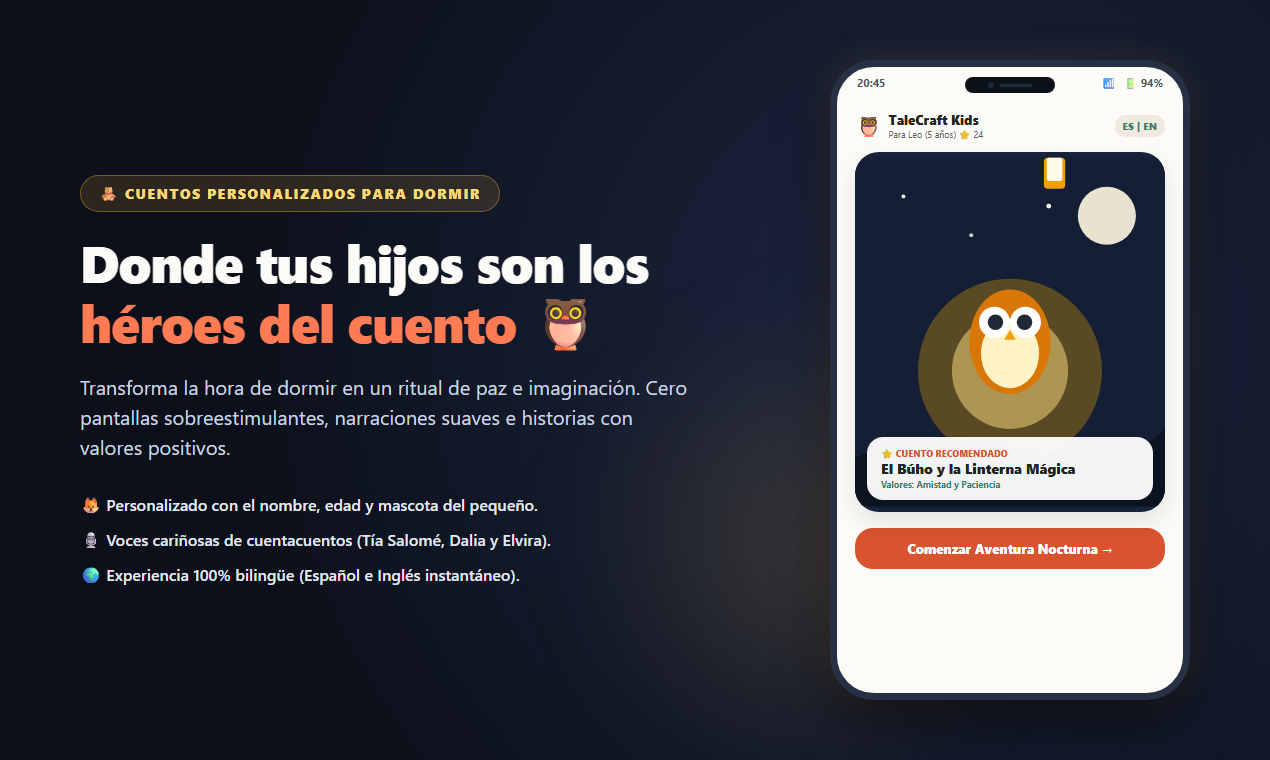 CUENTOS PERSONALIZADOS PARA DORMIR
Donde tus hijos son los
héroes del cuento
Transforma la hora de dormir en un ritual de paz e imaginación. Cero
pantallas sobreestimulantes, narraciones suaves e historias con
valores positivos.
Personalizado con el nombre, edad y mascota del pequeño.
Voces cariñosas de cuentacuentos (Tía Salomé, Dalia y Elvira).
Experiencia 100% bilingüe (Español e Inglés instantáneo).
20:45 94%
TaleCraft Kids
Para Leo (5 años) ⭐ 24
ES | EN
⭐ CUENTO RECOMENDADO
El Búho y la Linterna Mágica
Valores: Amistad y Paciencia
Comenzar Aventura Nocturna →